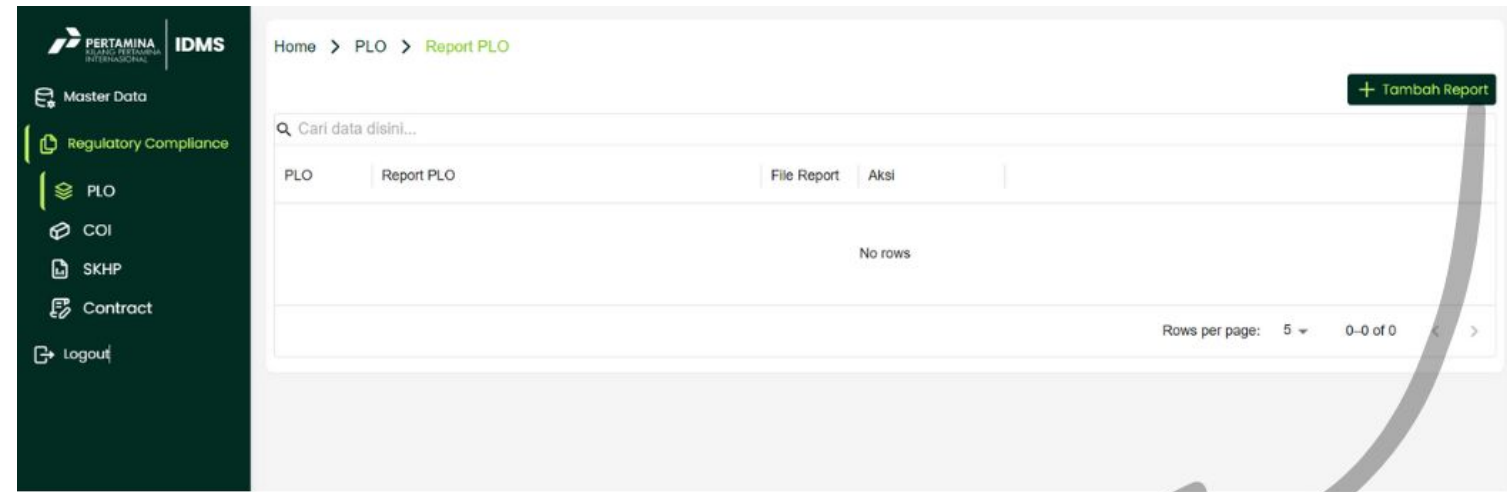 PERTAMINA
KILANG PERTAMINA
INTERNASIONAL
IDMS
Master Data
Regulatory Compliance
PLO
COI
SKHP
Contract
Logout
Home > PLO > Report PLO
+ Tambah Report
Cari data disini...
PLO Report PLO File Report Aksi
No rows
Rows per page: 5 0–0 of 0 < >